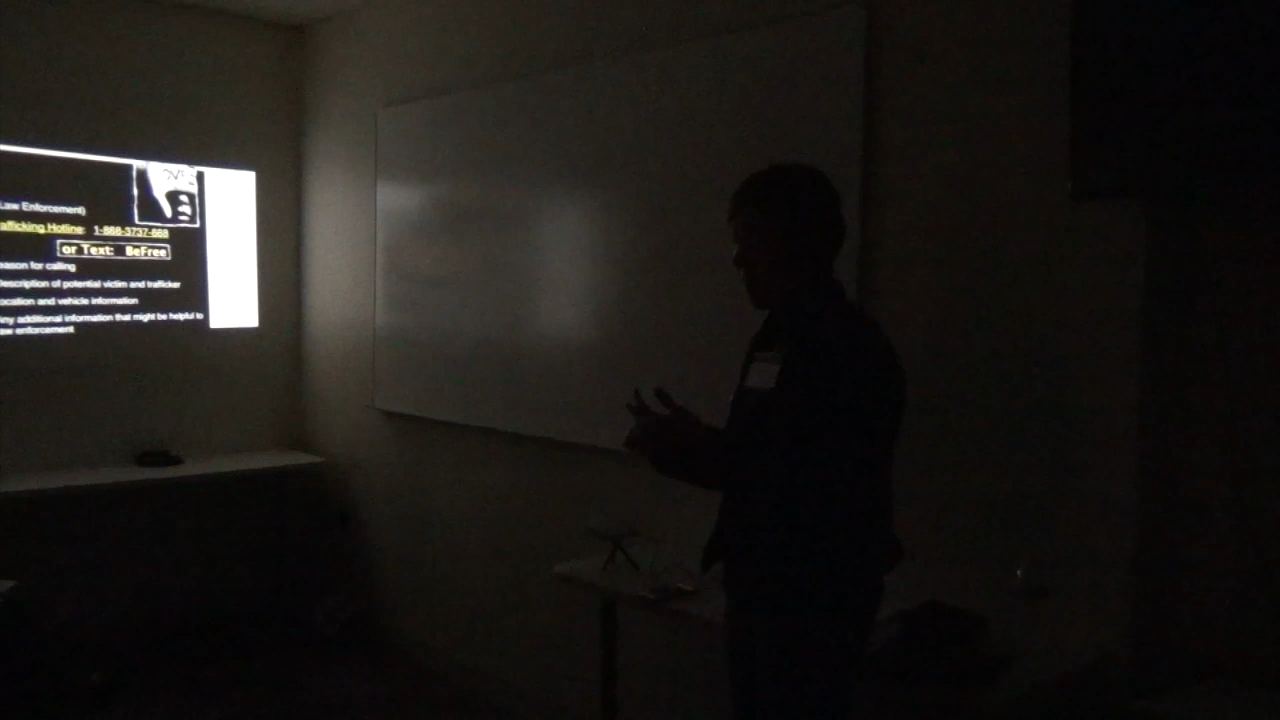 Law Enforcement)
afficking Hotline: 1-888-3737-888
or Text: BeFree
eason for calling
escription of potential victim and trafficker
ocation and vehicle information
ny additional information that might be helpful to
aw enforcement